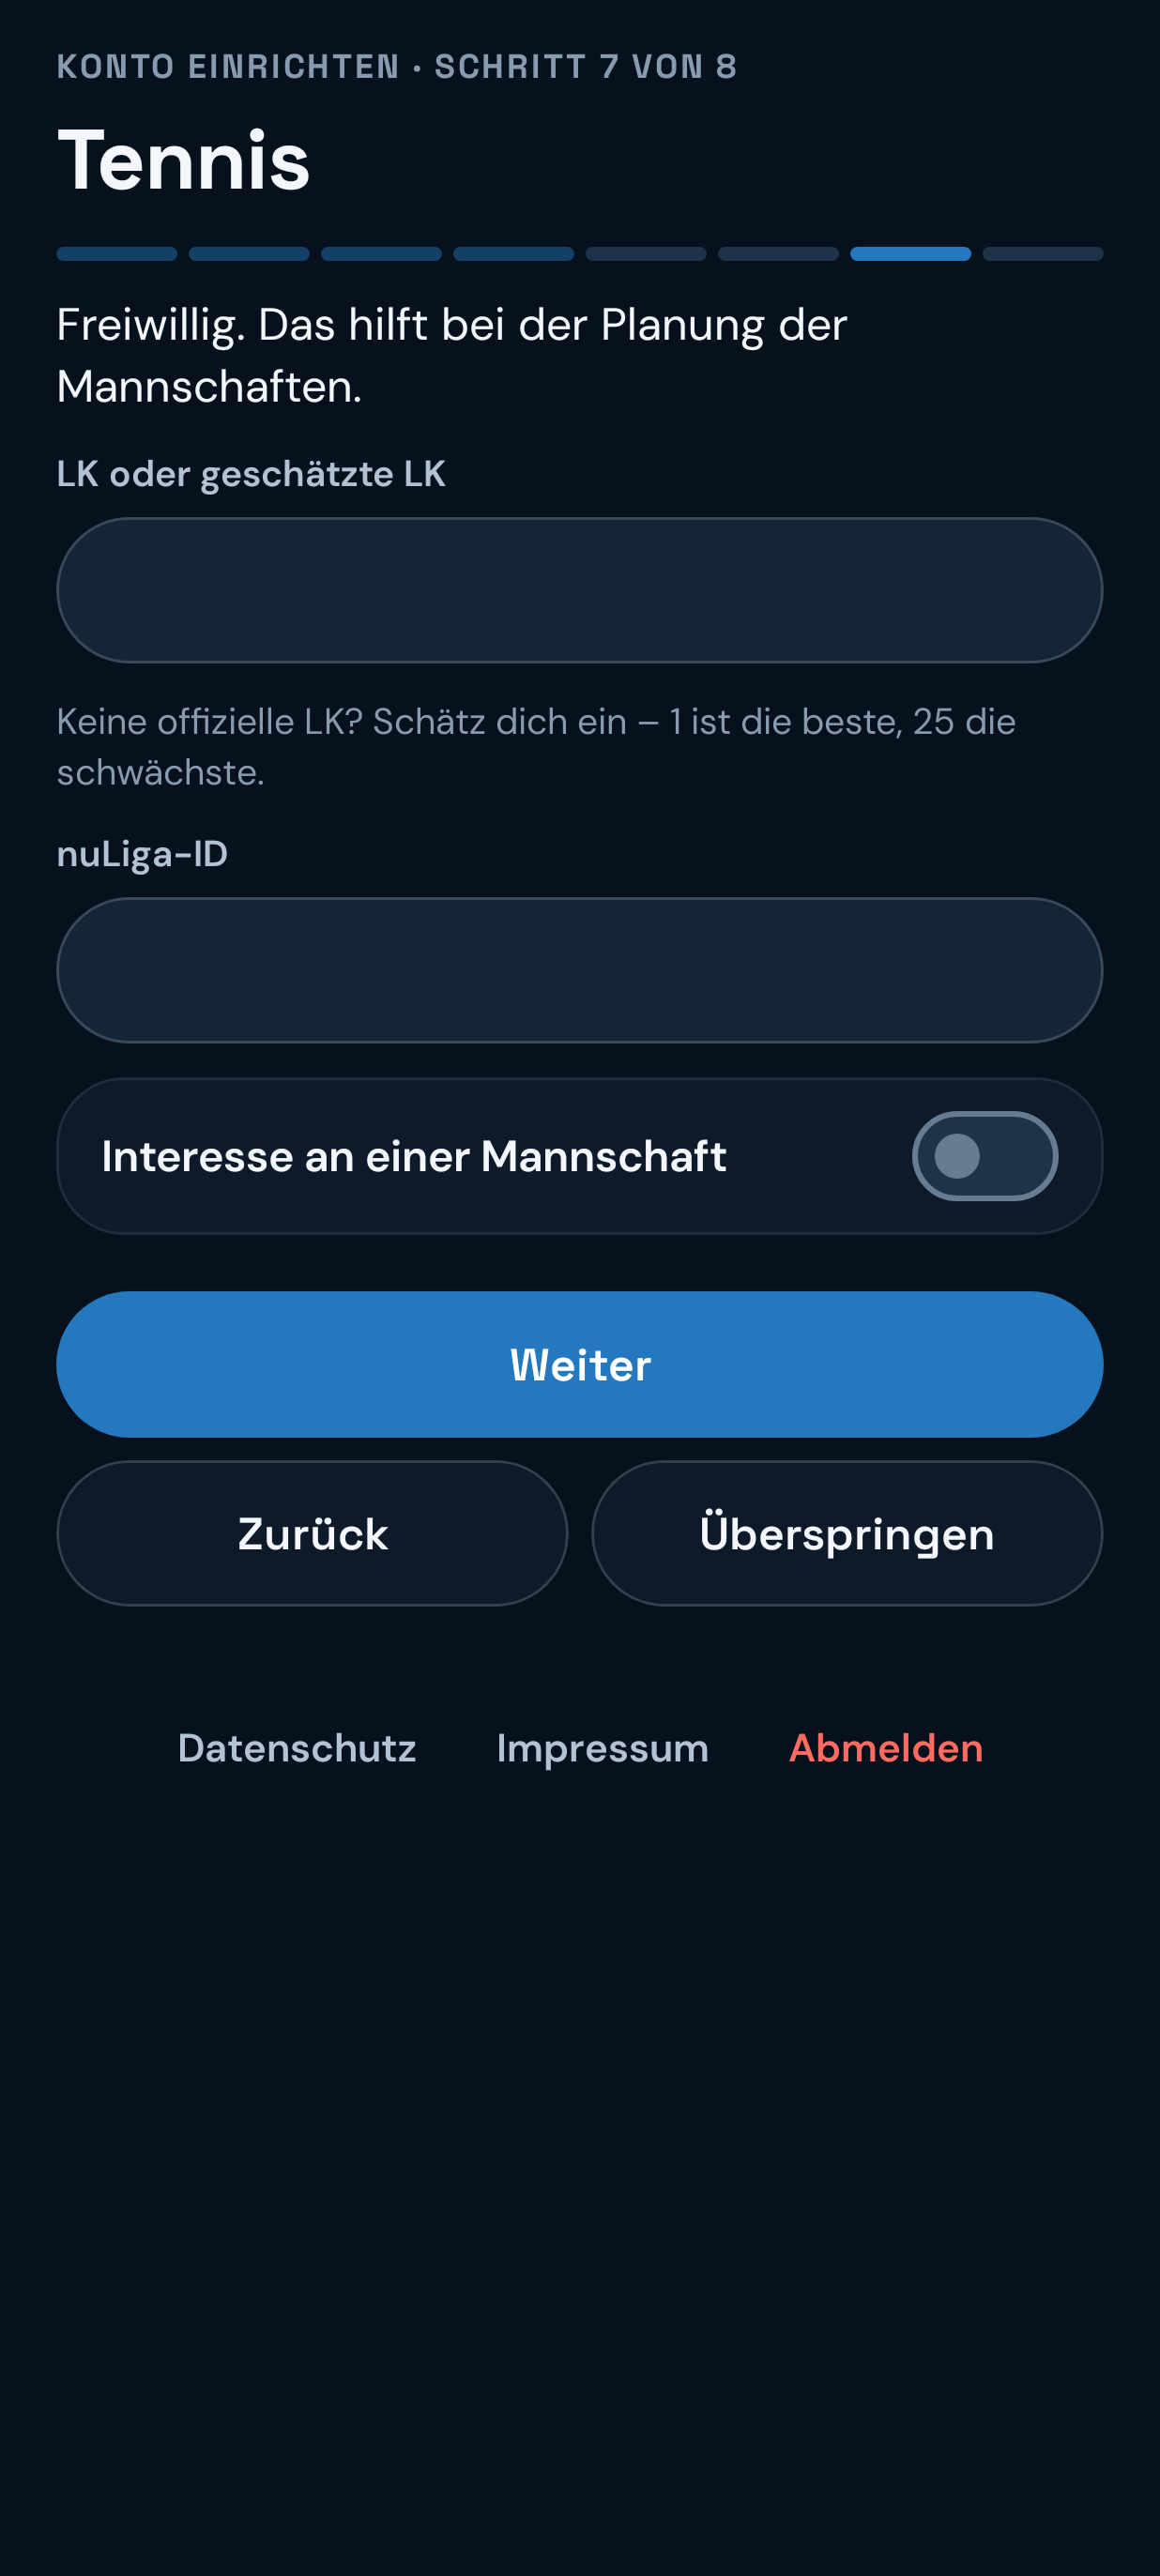 KONTO EINRICHTEN · SCHRITT 7 VON 8
Tennis
Freiwillig. Das hilft bei der Planung der
Mannschaften.
LK oder geschätzte LK
Keine offizielle LK? Schätz dich ein – 1 ist die beste, 25 die
schwächste.
nuLiga-ID
Interesse an einer Mannschaft
Weiter
Zurück
Überspringen
Datenschutz
Impressum
Abmelden